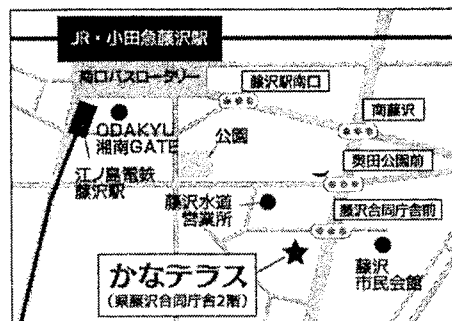 JR・小田急藤沢駅
南口バスロータリー
藤沢駅南口
ODAKYU
湘南GATE
南藤沢
公園
江ノ島電鉄
藤沢駅
奥田公園前
藤沢水道
営業所
藤沢合同庁舎前
かなテラス
(県藤沢合同庁舎2階)
藤沢
市民会館